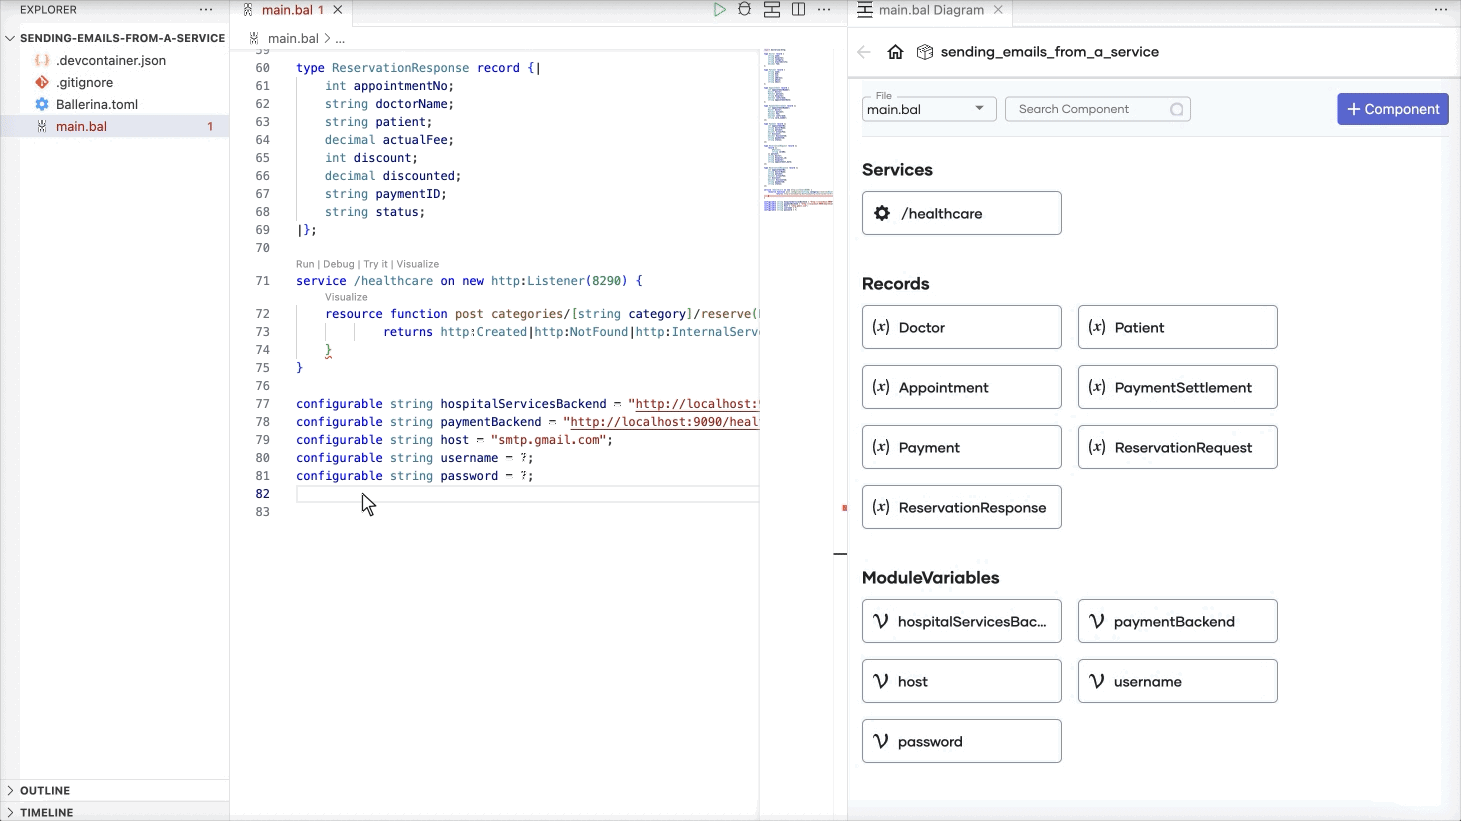 EXPLORER
SENDING-EMAILS-FROM-A-SERVICE
.devcontainer.json
.gitignore
Ballerina.toml
main.bal 1
OUTLINE
TIMELINE
main.bal 1
main.bal > ...
59
60 type ReservationResponse record {|
61 int appointmentNo;
62 string doctorName;
63 string patient;
64 decimal actualFee;
65 int discount;
66 decimal discounted;
67 string paymentID;
68 string status;
69 |};
70
Run | Debug | Try it | Visualize
71 service /healthcare on new http:Listener(8290) {
Visualize
72 resource function post categories/[string category]/reserve(
73 returns http:Created|http:NotFound|http:InternalServe
74 }
75 }
76
77 configurable string hospitalServicesBackend = "http://localhost:
78 configurable string paymentBackend = "http://localhost:9090/heal
79 configurable string host = "smtp.gmail.com";
80 configurable string username = ?;
81 configurable string password = ?;
82
83
main.bal Diagram
sending_emails_from_a_service
File
main.bal
Search Component
+ Component
Services
/healthcare
Records
(x) Doctor
(x) Patient
(x) Appointment
(x) PaymentSettlement
(x) Payment
(x) ReservationRequest
(x) ReservationResponse
ModuleVariables
hospitalServicesBac...
paymentBackend
host
username
password